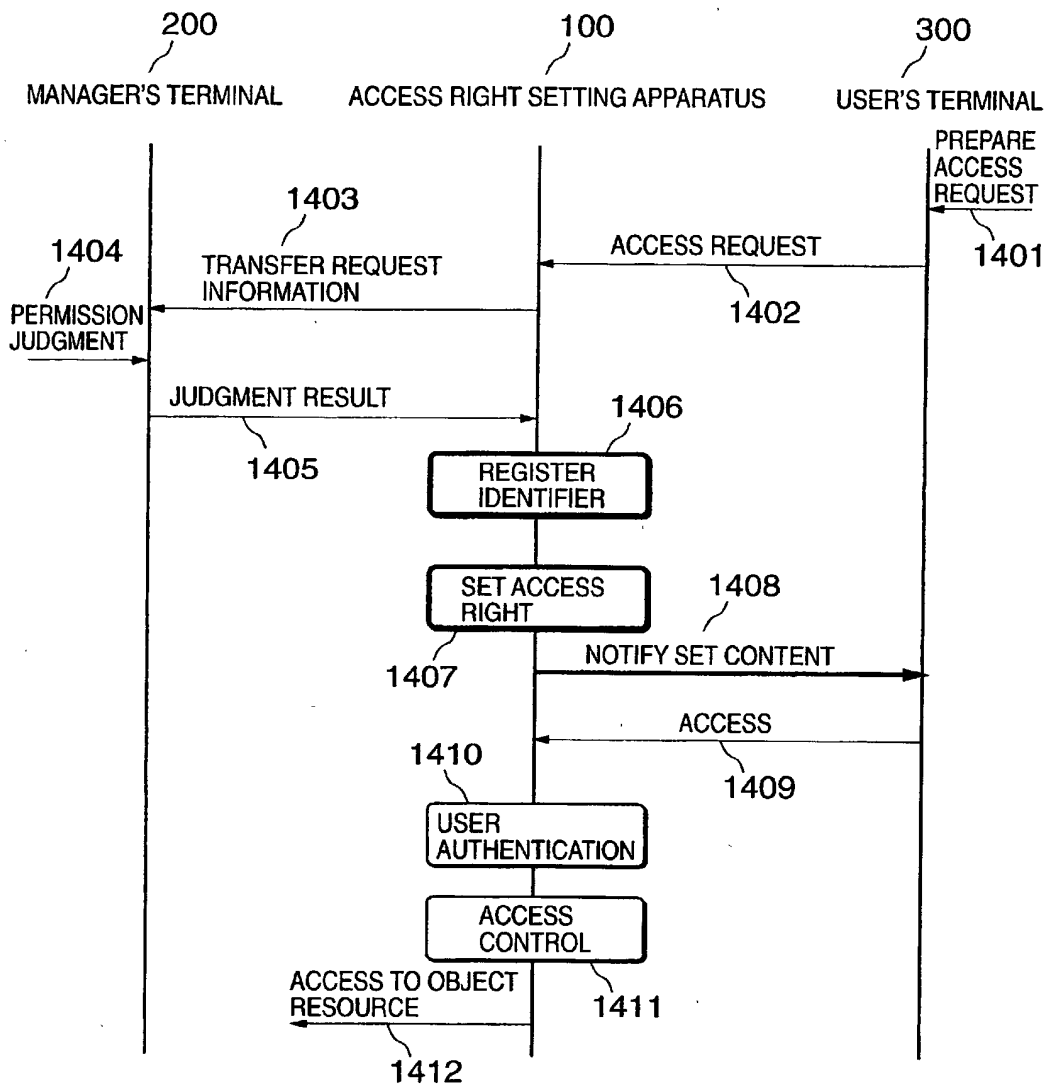 200
100
300
MANAGER'S TERMINAL
ACCESS RIGHT SETTING APPARATUS
USER'S TERMINAL
PREPARE
ACCESS
REQUEST
1401
1403
1404
ACCESS REQUEST
1402
TRANSFER REQUEST
INFORMATION
PERMISSION
JUDGMENT
JUDGMENT RESULT
1405
1406
REGISTER
IDENTIFIER
SET ACCESS
RIGHT
1407
1408
NOTIFY SET CONTENT
ACCESS
1409
1410
USER
AUTHENTICATION
ACCESS
CONTROL
1411
ACCESS TO OBJECT
RESOURCE
1412